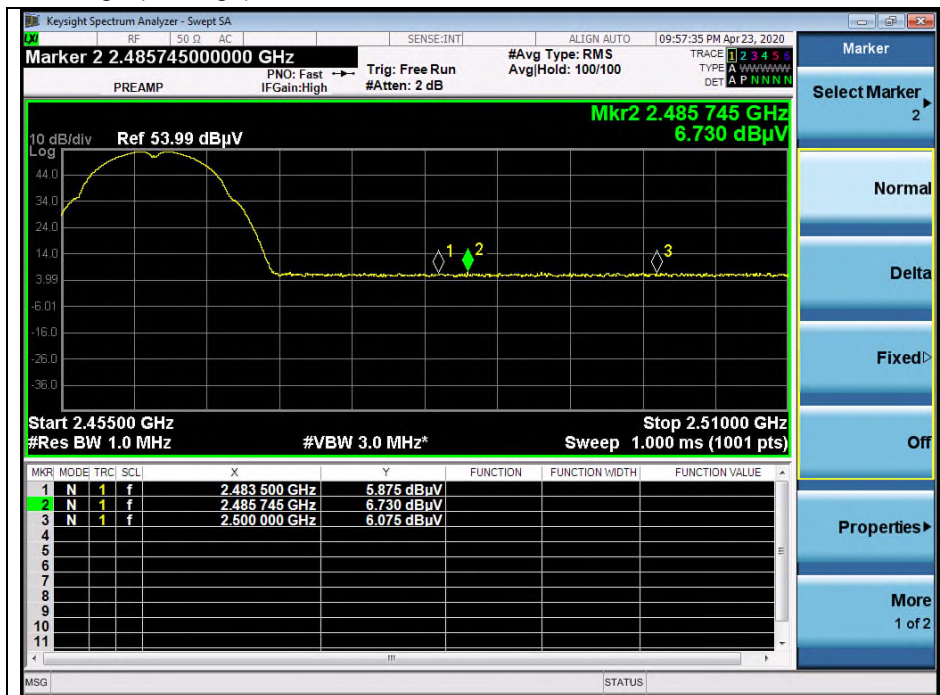 Keysight Spectrum Analyzer - Swept SA
LXI RF 50 Ω AC SENSE:INT ALIGN AUTO 09:57:35 PM Apr 23, 2020
Marker 2 2.485745000000 GHz
PREAMP
PNO: Fast
IFGain:High
Trig: Free Run
#Atten: 2 dB
#Avg Type: RMS
Avg|Hold: 100/100
TRACE 1 2 3 4 5 6
TYPE A WWWWW
DET A P N N N N
Mkr2 2.485 745 GHz
6.730 dBµV
10 dB/div Ref 53.99 dBµV
Log
44.0
34.0
24.0
14.0
3.99
-6.01
-16.0
-26.0
-36.0
1
2
3
Start 2.45500 GHz Stop 2.51000 GHz
#Res BW 1.0 MHz #VBW 3.0 MHz* Sweep 1.000 ms (1001 pts)
MKR MODE TRC SCL X Y FUNCTION FUNCTION WIDTH FUNCTION VALUE
1 N 1 f 2.483 500 GHz 5.875 dBµV
2 N 1 f 2.485 745 GHz 6.730 dBµV
3 N 1 f 2.500 000 GHz 6.075 dBµV
4
5
6
7
8
9
10
11
MSG STATUS
Marker
Select Marker
2
Normal
Delta
Fixed
Off
Properties
More
1 of 2